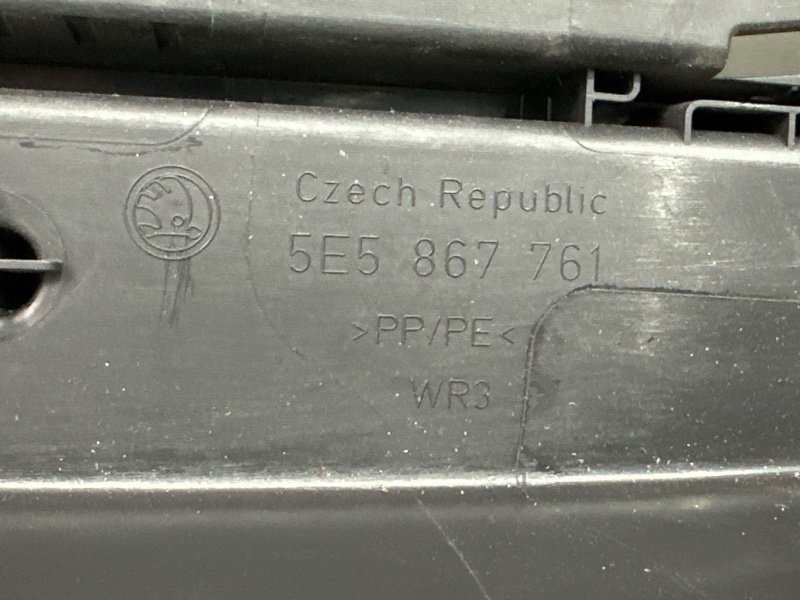 Czech Republic
5E5 867 761
>PP/PE<
WR3